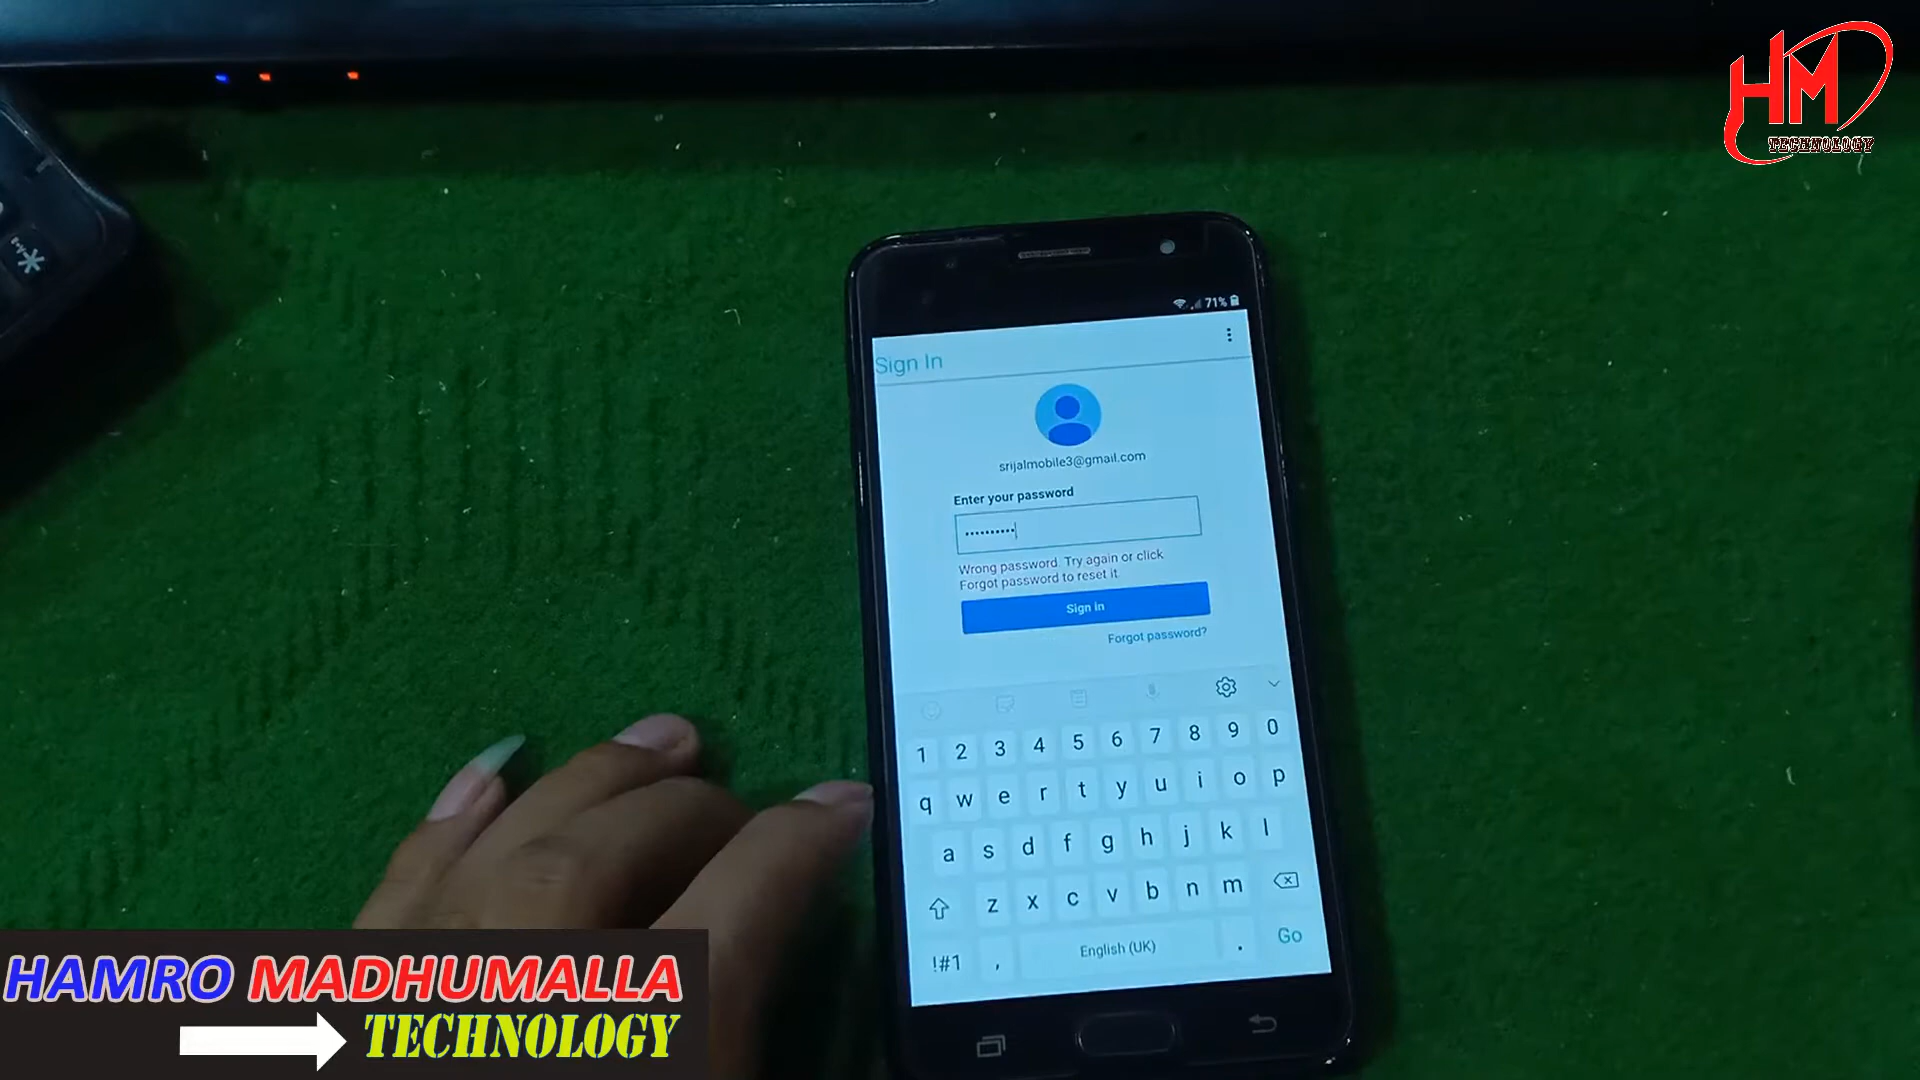 HM
TECHNOLOGY
71%
Sign In
srijalmobile3@gmail.com
Enter your password
••••••••••
Wrong password. Try again or click
Forgot password to reset it
Sign in
Forgot password?
1 2 3 4 5 6 7 8 9 0
q w e r t y u i o p
a s d f g h j k l
z x c v b n m
!#1 , English (UK) . Go
*
HAMRO MADHUMALLA
TECHNOLOGY